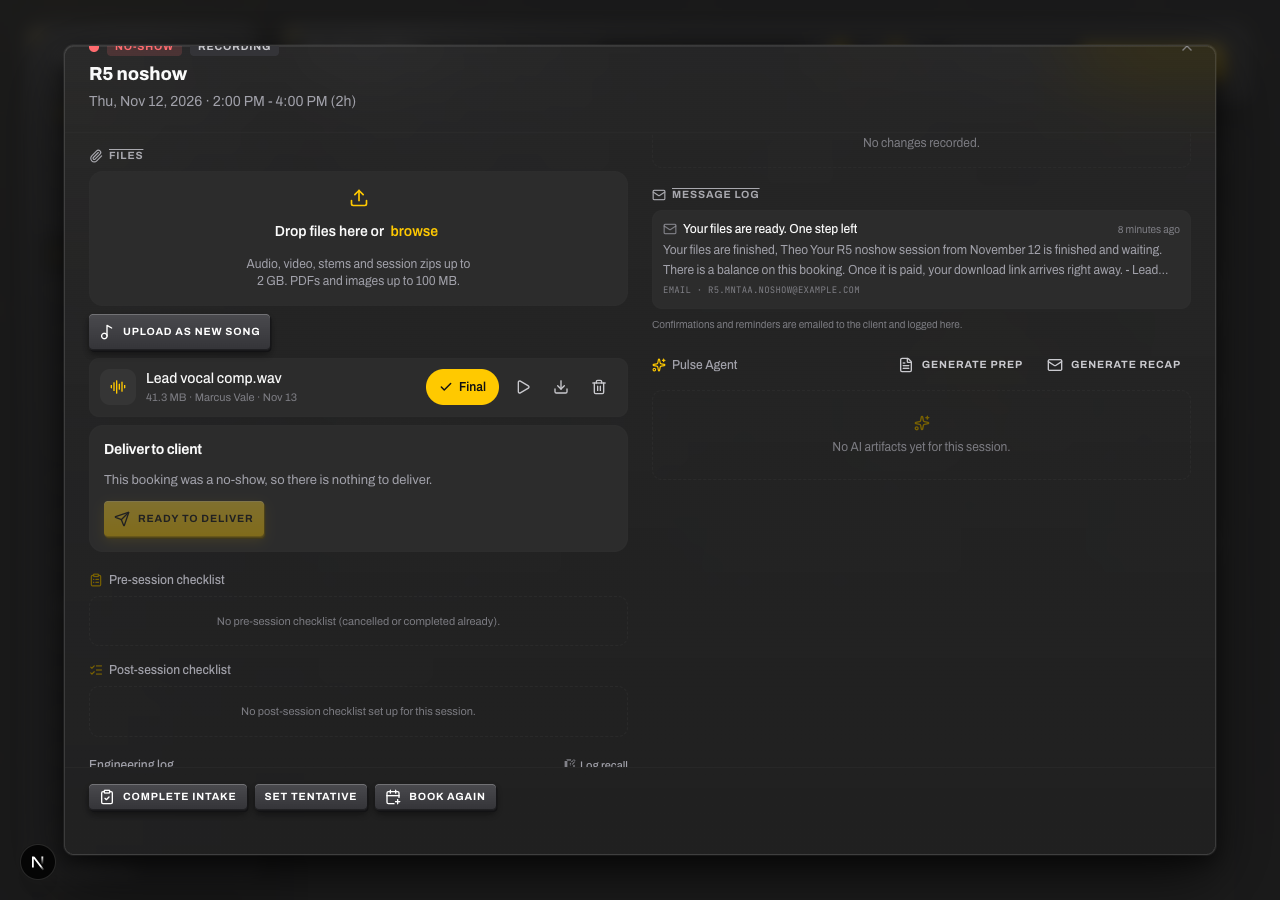 NO-SHOW
RECORDING
R5 noshow
Thu, Nov 12, 2026 · 2:00 PM - 4:00 PM (2h)
FILES
Drop files here or browse
Audio, video, stems and session zips up to
2 GB. PDFs and images up to 100 MB.
UPLOAD AS NEW SONG
Lead vocal comp.wav
41.3 MB · Marcus Vale · Nov 13
Final
Deliver to client
This booking was a no-show, so there is nothing to deliver.
READY TO DELIVER
Pre-session checklist
No pre-session checklist (cancelled or completed already).
Post-session checklist
No post-session checklist set up for this session.
Engineering log
Log recall
No changes recorded.
MESSAGE LOG
Your files are ready. One step left
8 minutes ago
Your files are finished, Theo Your R5 noshow session from November 12 is finished and waiting.
There is a balance on this booking. Once it is paid, your download link arrives right away. - Lead...
EMAIL · R5.MNTAA.NOSHOW@EXAMPLE.COM
Confirmations and reminders are emailed to the client and logged here.
Pulse Agent
GENERATE PREP
GENERATE RECAP
No AI artifacts yet for this session.
COMPLETE INTAKE
SET TENTATIVE
BOOK AGAIN
N